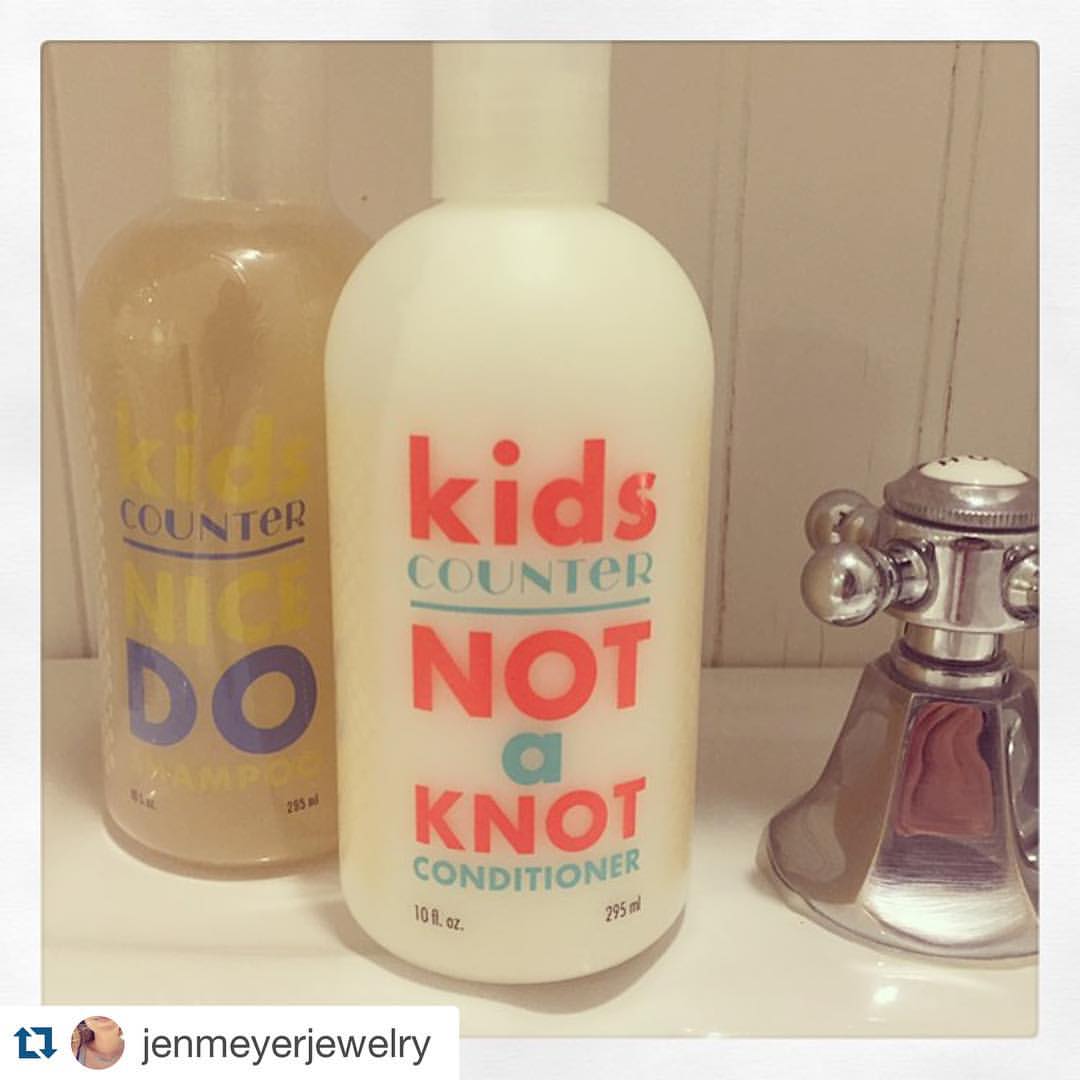 kids
COUNTER
NICE
DO
SHAMPOO
295 ml
kids
COUNTER
NOT
a
KNOT
CONDITIONER
10 fl. oz.
295 ml
jenmeyerjewelry